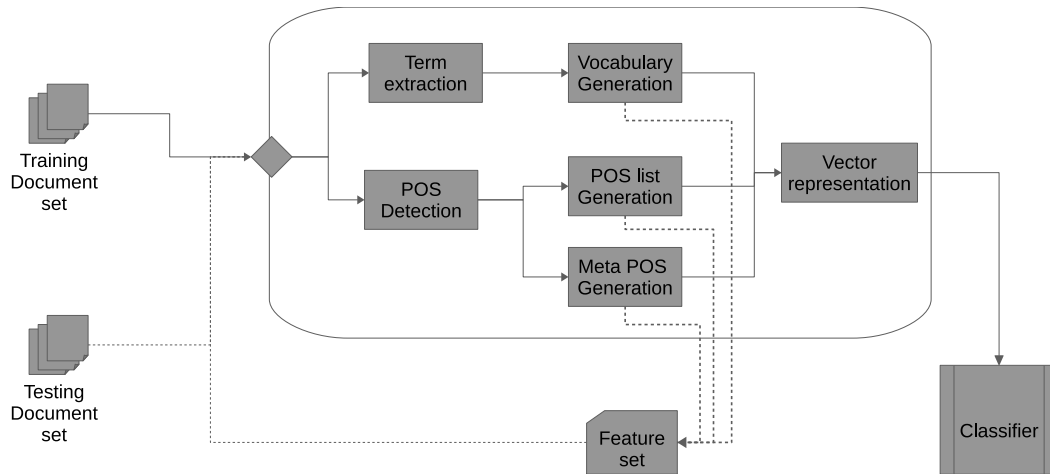 Term
extraction
Vocabulary
Generation
Training
Document
set
POS
Detection
POS list
Generation
Vector
representation
Meta POS
Generation
Testing
Document
set
Feature
set
Classifier